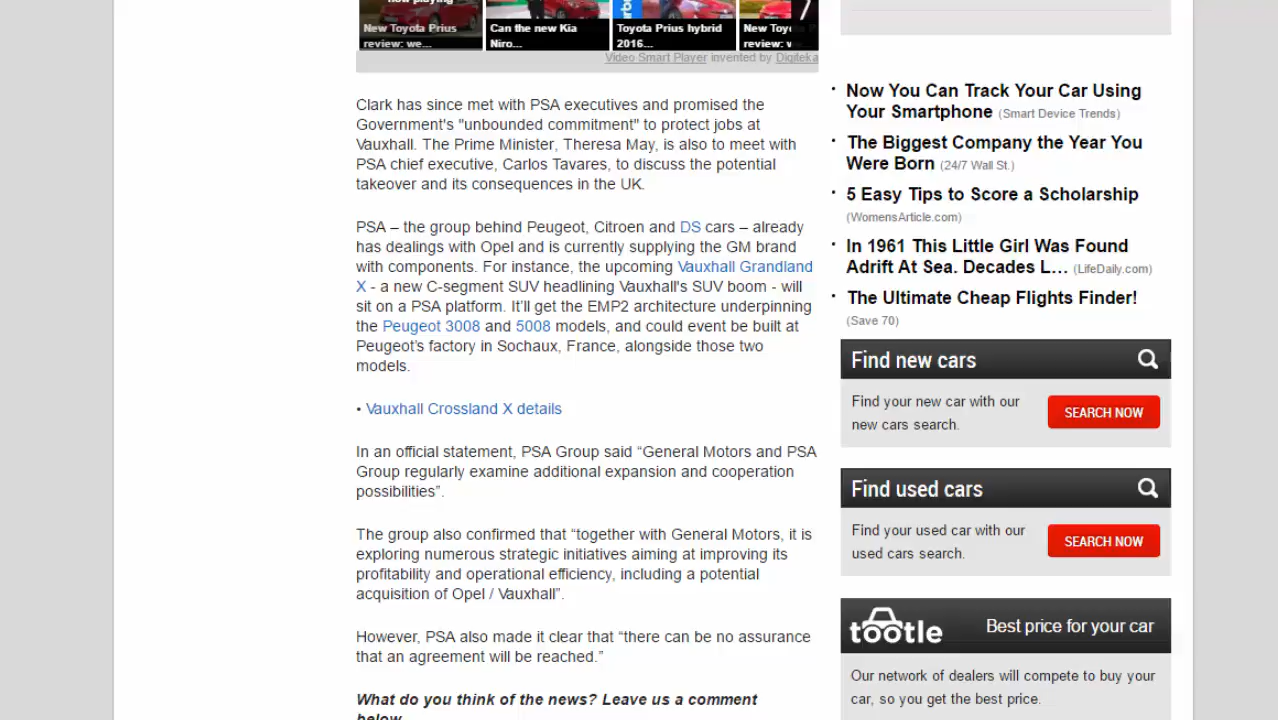 now playing
New Toyota Prius
review: we...
Can the new Kia
Niro...
Toyota Prius hybrid
2016...
New Toy
review: w
Video Smart Player invented by Digiteka
Clark has since met with PSA executives and promised the
Government's "unbounded commitment" to protect jobs at
Vauxhall. The Prime Minister, Theresa May, is also to meet with
PSA chief executive, Carlos Tavares, to discuss the potential
takeover and its consequences in the UK.
PSA – the group behind Peugeot, Citroen and DS cars – already
has dealings with Opel and is currently supplying the GM brand
with components. For instance, the upcoming Vauxhall Grandland
X - a new C-segment SUV headlining Vauxhall's SUV boom - will
sit on a PSA platform. It’ll get the EMP2 architecture underpinning
the Peugeot 3008 and 5008 models, and could event be built at
Peugeot’s factory in Sochaux, France, alongside those two
models.
• Vauxhall Crossland X details
In an official statement, PSA Group said “General Motors and PSA
Group regularly examine additional expansion and cooperation
possibilities”.
The group also confirmed that “together with General Motors, it is
exploring numerous strategic initiatives aiming at improving its
profitability and operational efficiency, including a potential
acquisition of Opel / Vauxhall”.
However, PSA also made it clear that “there can be no assurance
that an agreement will be reached.”
What do you think of the news? Leave us a comment
below
• Now You Can Track Your Car Using
Your Smartphone (Smart Device Trends)
• The Biggest Company the Year You
Were Born (24/7 Wall St.)
• 5 Easy Tips to Score a Scholarship
(WomensArticle.com)
• In 1961 This Little Girl Was Found
Adrift At Sea. Decades L… (LifeDaily.com)
• The Ultimate Cheap Flights Finder!
(Save 70)
Find new cars
Find your new car with our
new cars search.
SEARCH NOW
Find used cars
Find your used car with our
used cars search.
SEARCH NOW
tootle Best price for your car
Our network of dealers will compete to buy your
car, so you get the best price.